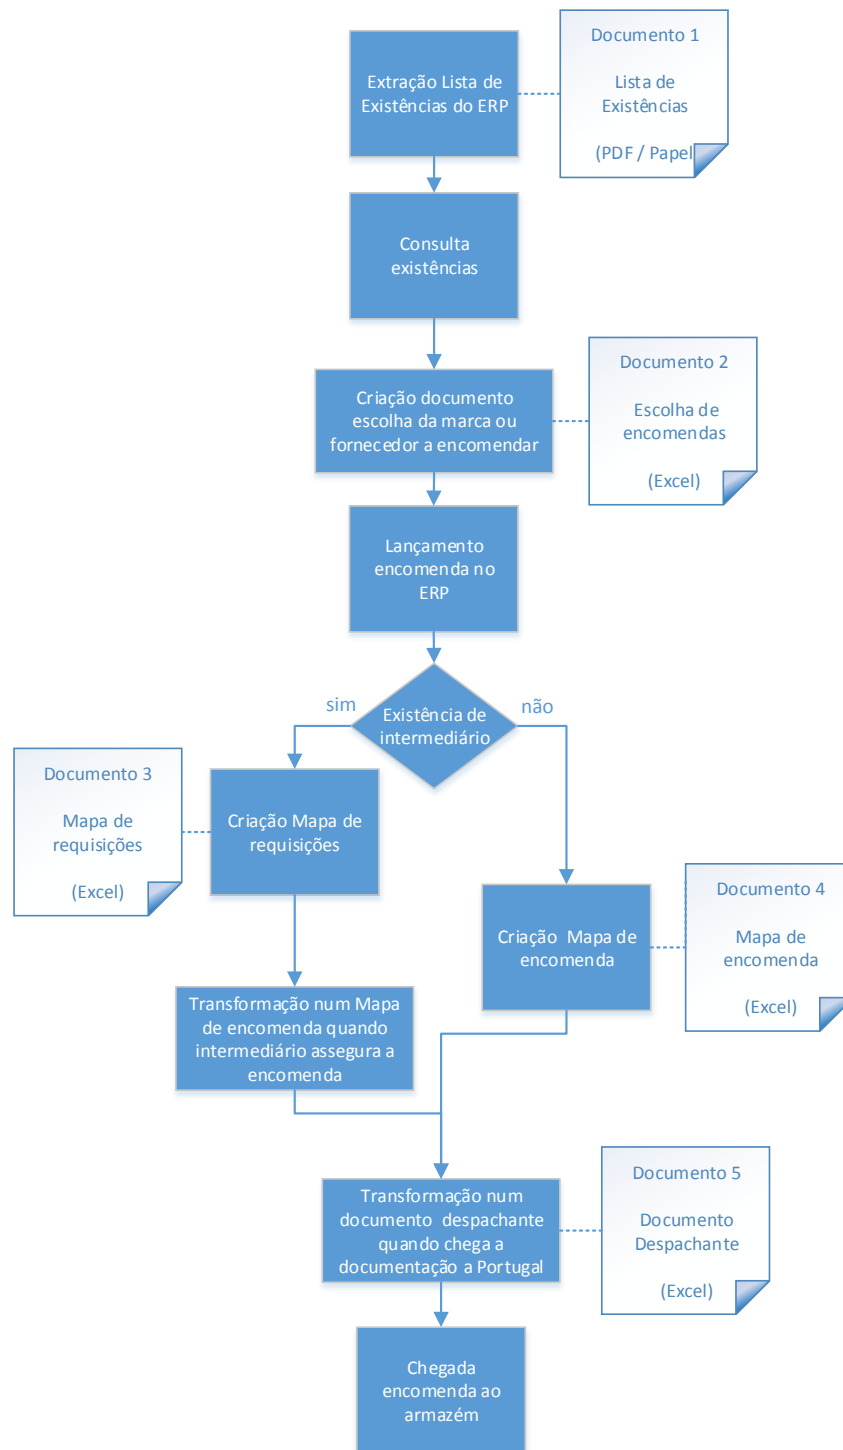 Extração Lista de
Existências do ERP
Documento 1
Lista de
Existências
(PDF / Papel
Consulta
existências
Criação documento
escolha da marca ou
fornecedor a encomendar
Documento 2
Escolha de
encomendas
(Excel)
Lançamento
encomenda no
ERP
sim
Existência de
intermediário
não
Documento 3
Mapa de
requisições
(Excel)
Criação Mapa de
requisições
Criação  Mapa de
encomenda
Documento 4
Mapa de
encomenda
(Excel)
Transformação num Mapa
de encomenda quando
intermediário assegura a
encomenda
Transformação num
documento  despachante
quando chega a
documentação a Portugal
Documento 5
Documento
Despachante
(Excel)
Chegada
encomenda ao
armazém